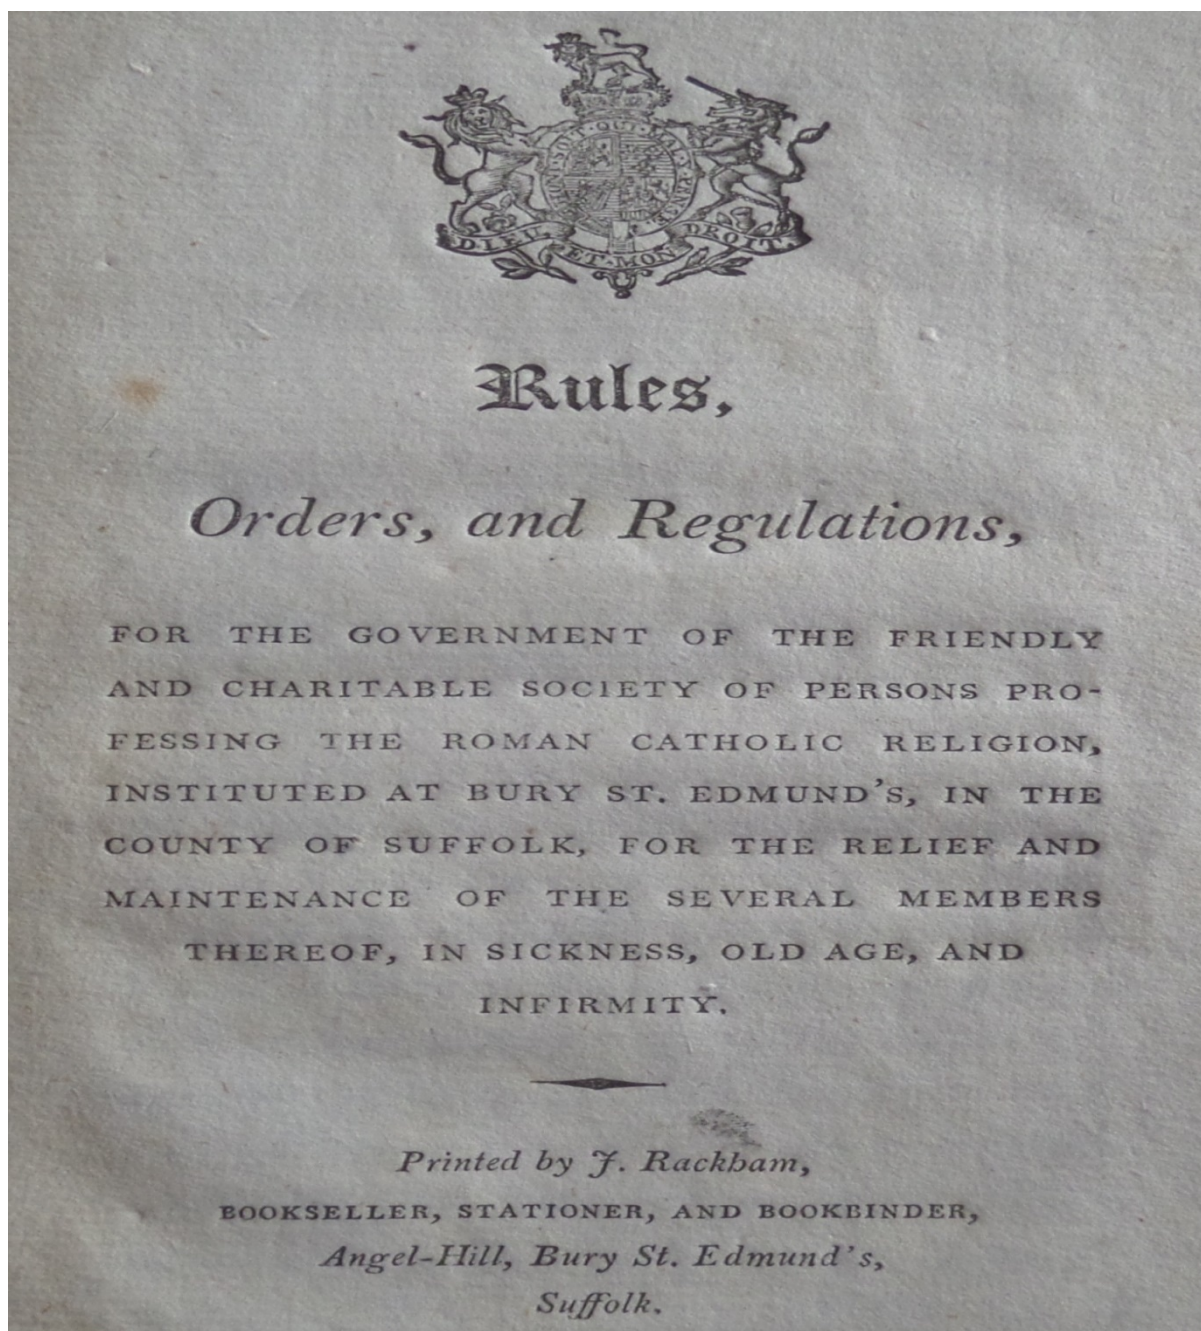 HONI·SOIT·QUI·MAL·Y·PENSE
DIEU ET·MON DROIT.
Rules,
Orders, and Regulations,
FOR THE GOVERNMENT OF THE FRIENDLY
AND CHARITABLE SOCIETY OF PERSONS PRO-
FESSING THE ROMAN CATHOLIC RELIGION,
INSTITUTED AT BURY ST. EDMUND'S, IN THE
COUNTY OF SUFFOLK, FOR THE RELIEF AND
MAINTENANCE OF THE SEVERAL MEMBERS
THEREOF, IN SICKNESS, OLD AGE, AND
INFIRMITY.
Printed by J. Rackham,
BOOKSELLER, STATIONER, AND BOOKBINDER,
Angel-Hill, Bury St. Edmund's,
Suffolk.